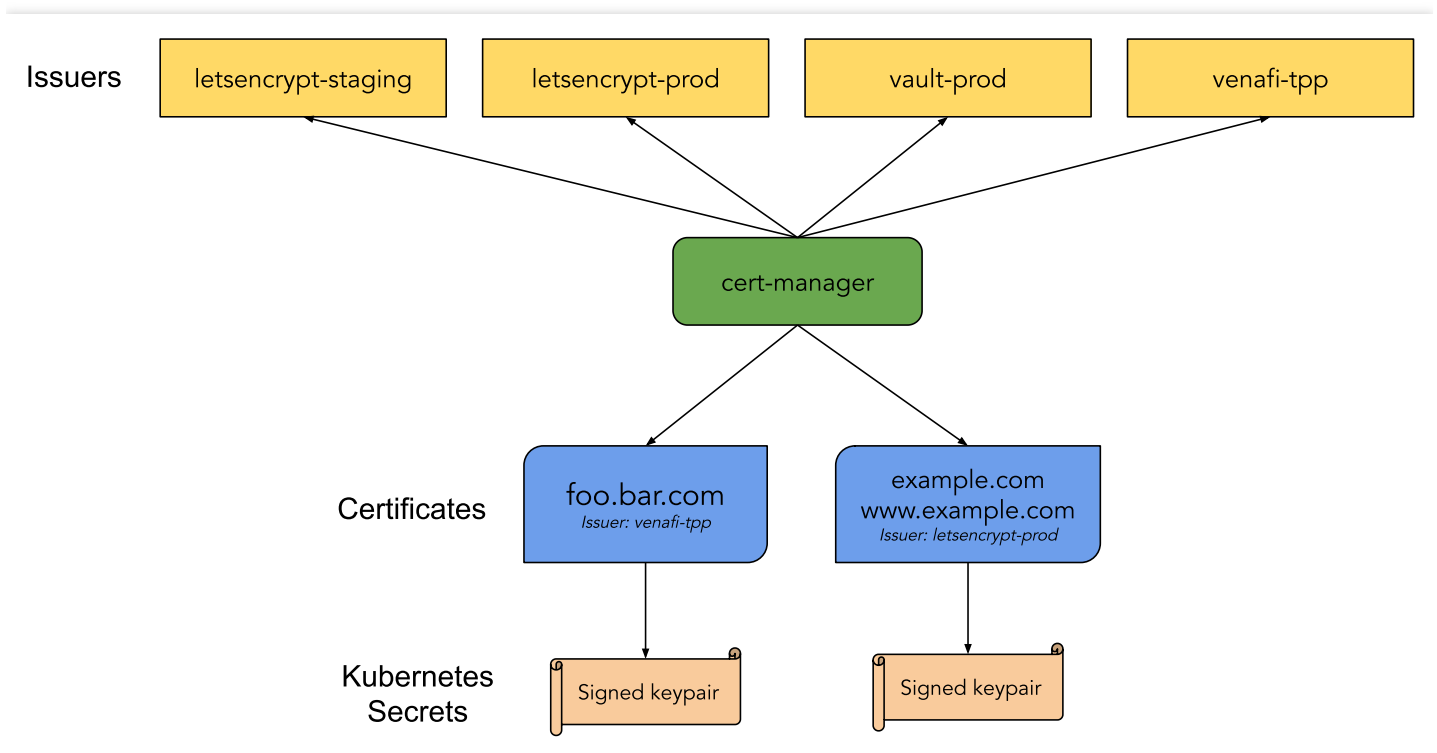 Issuers
letsencrypt-staging
letsencrypt-prod
vault-prod
venafi-tpp
cert-manager
Certificates
foo.bar.com
Issuer: venafi-tpp
example.com
www.example.com
Issuer: letsencrypt-prod
Kubernetes
Secrets
Signed keypair
Signed keypair